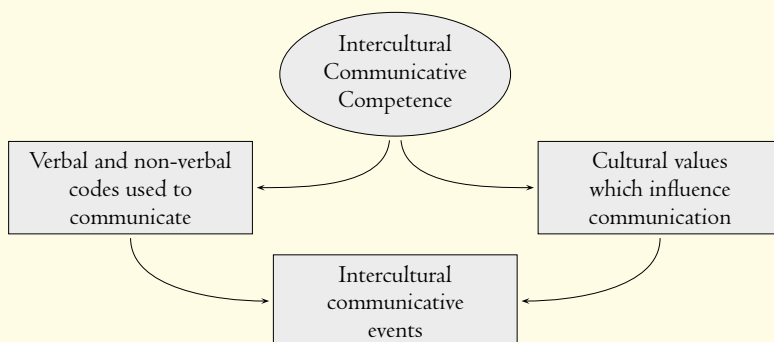 Intercultural
Communicative
Competence
Verbal and non-verbal
codes used to
communicate
Cultural values
which influence
communication
Intercultural
communicative
events